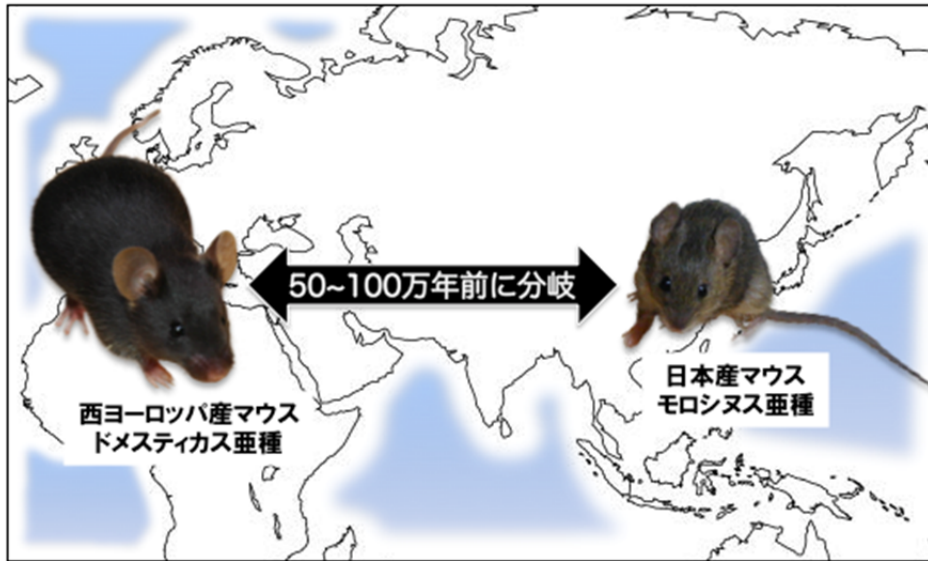 50~100万年前に分岐
西ヨーロッパ産マウス
ドメスティカス亜種
日本産マウス
モロシヌス亜種